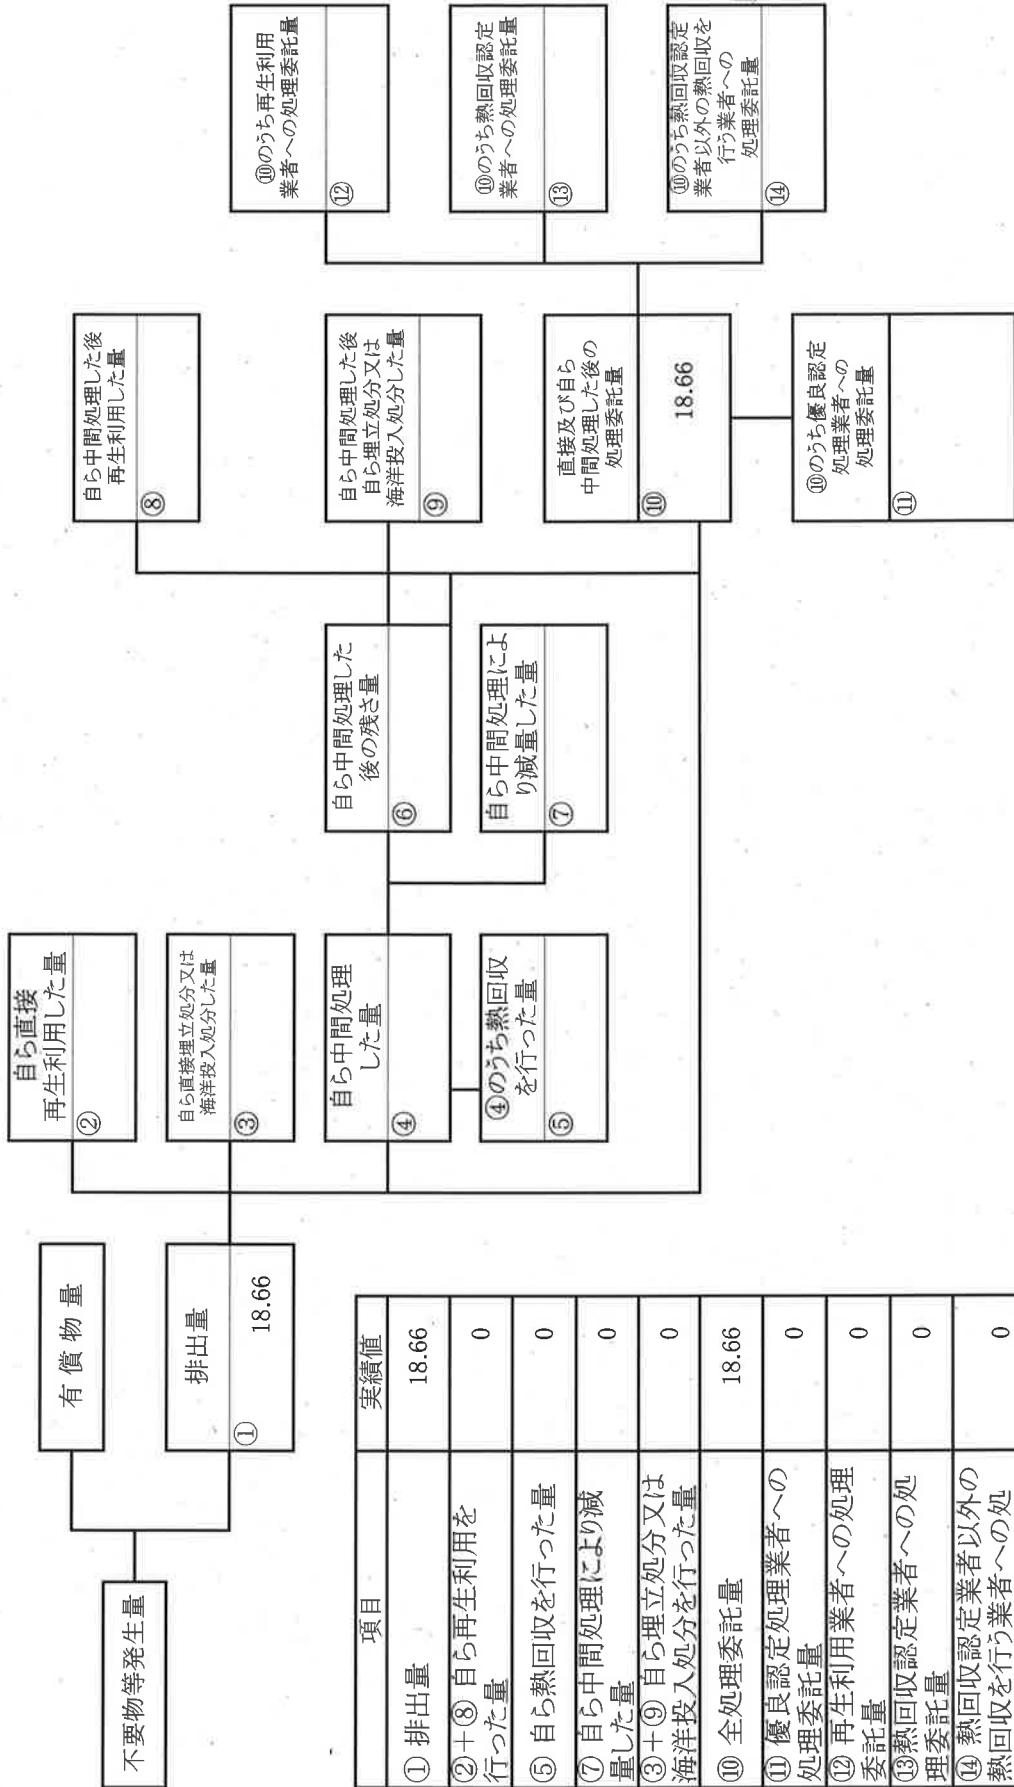 不要物等発生量
有償物量
排出量
①
18.66
自ら直接
再生利用した量
②
自ら直接埋立処分又は
海洋投入処分した量
③
自ら中間処理
した量
④
④のうち熱回収
を行った量
⑤
自ら中間処理した
後の残さ量
⑥
自ら中間処理によ
り減量した量
⑦
自ら中間処理した後
再生利用した量
⑧
自ら中間処理した後
自ら埋立処分又は
海洋投入処分した量
⑨
直接及び自ら
中間処理した後の
処理委託量
⑩
18.66
⑩のうち優良認定
処理業者への
処理委託量
⑪
⑩のうち再生利用
業者への処理委託量
⑫
⑩のうち熱回収認定
業者への処理委託量
⑬
⑩のうち熱回収認定
業者以外の熱回収を
行う業者への
処理委託量
⑭
項目 実績値
① 排出量 18.66
②+⑧ 自ら再生利用を
行った量 0
⑤ 自ら熱回収を行った量 0
⑦ 自ら中間処理により減
量した量 0
③+⑨ 自ら埋立処分又は
海洋投入処分を行った量 0
⑩ 全処理委託量 18.66
⑪ 優良認定処理業者への
処理委託量 0
⑫ 再生利用業者への処理
委託量 0
⑬熱回収認定業者への処
理委託量 0
⑭ 熱回収認定業者以外の
熱回収を行う業者への処 0